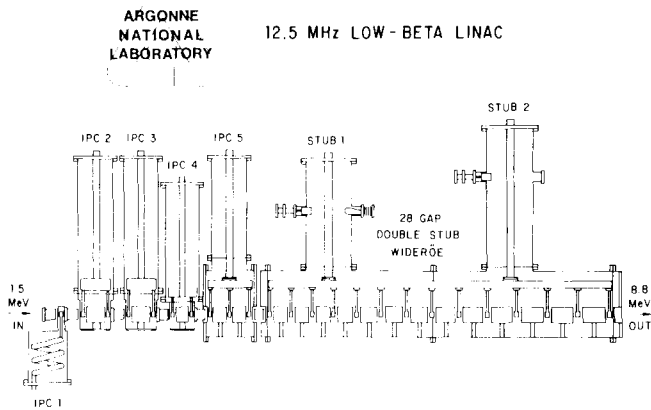 ARGONNE
NATIONAL
LABORATORY
12.5 MHz LOW-BETA LINAC
IPC 2
IPC 3
IPC 4
IPC 5
STUB 1
STUB 2
28 GAP
DOUBLE STUB
WIDERÖE
1.5
MeV
IN
8.8
MeV
OUT
IPC 1